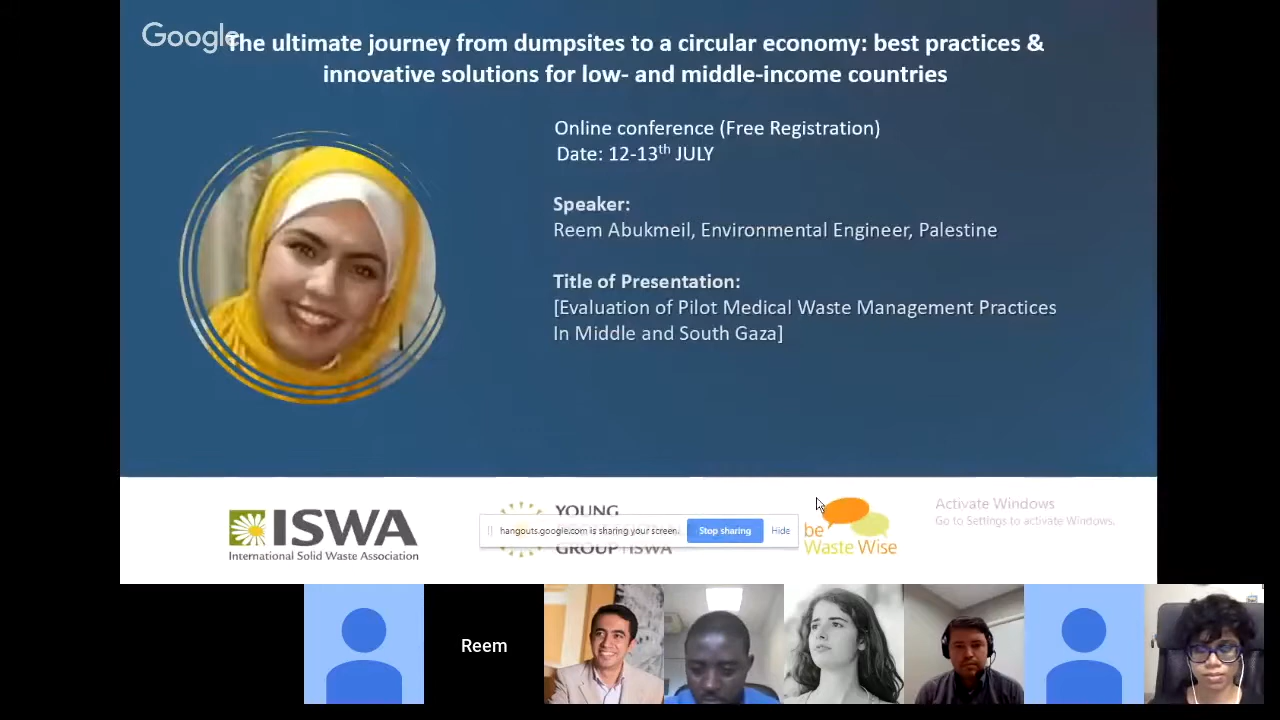 Google
The ultimate journey from dumpsites to a circular economy: best practices &
innovative solutions for low- and middle-income countries
Online conference (Free Registration)
Date: 12-13th JULY
Speaker:
Reem Abukmeil, Environmental Engineer, Palestine
Title of Presentation:
[Evaluation of Pilot Medical Waste Management Practices
In Middle and South Gaza]
ISWA
International Solid Waste Association
YOUNG
GROUP ISWA
hangouts.google.com is sharing your screen.
Stop sharing
Hide
be
Waste Wise
Activate Windows
Go to Settings to activate Windows.
Reem